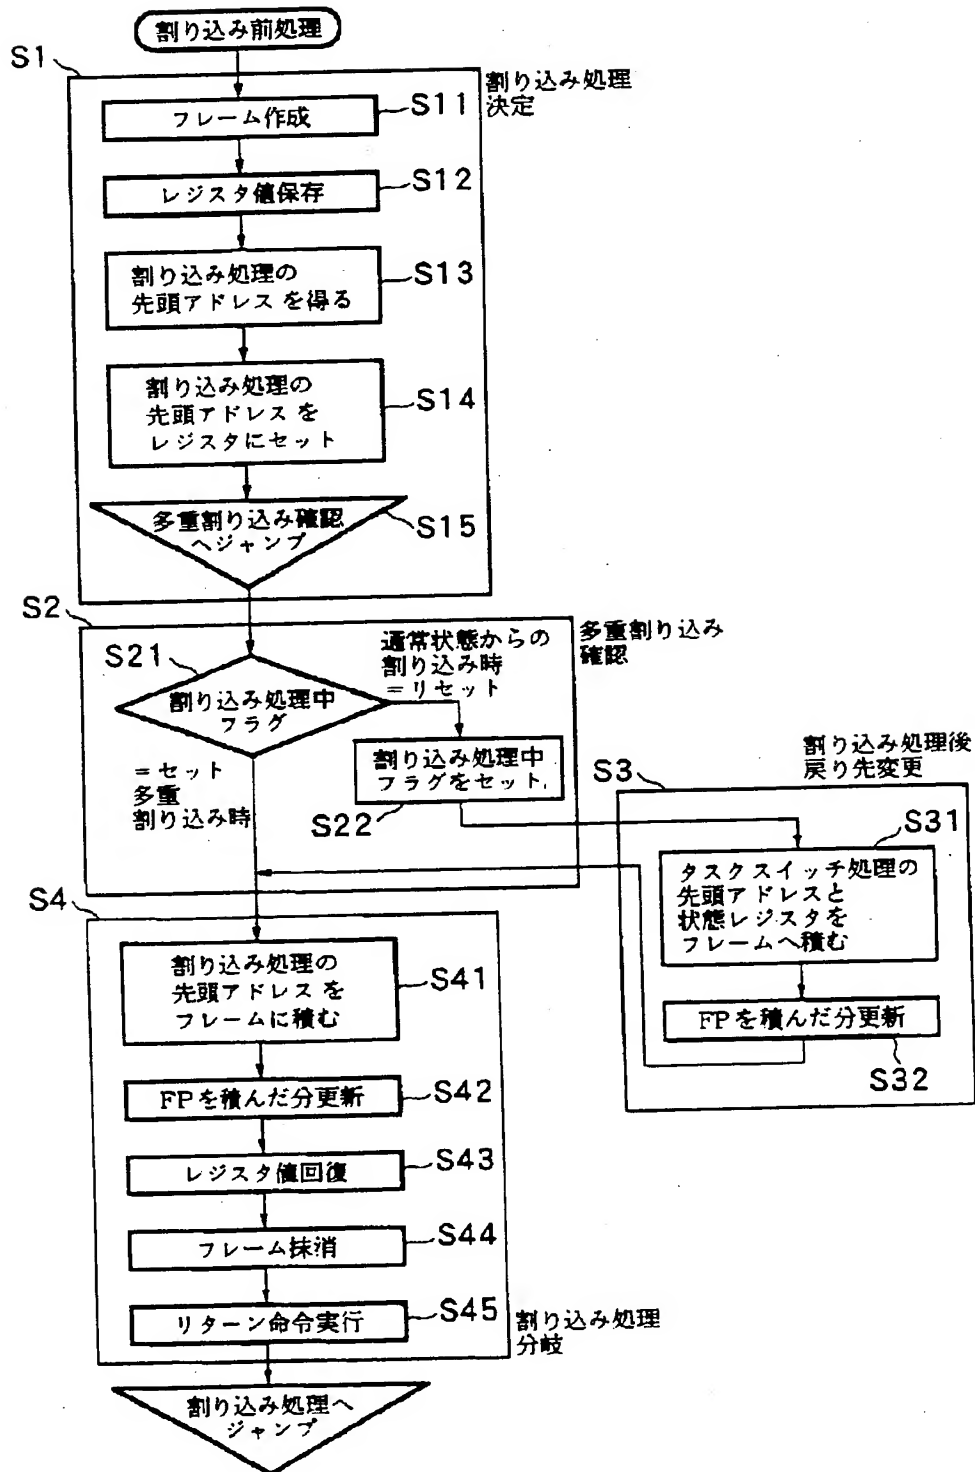 割り込み前処理
S1
割り込み処理
決定
フレーム作成
S11
レジスタ値保存
S12
割り込み処理の
先頭アドレスを得る
S13
割り込み処理の
先頭アドレスを
レジスタにセット
S14
多重割り込み確認
へジャンプ
S15
S2
多重割り込み
確認
S21
割り込み処理中
フラグ
通常状態からの
割り込み時
=リセット
=セット
多重
割り込み時
割り込み処理中
フラグをセット
S22
割り込み処理後
戻り先変更
S3
S31
タスクスイッチ処理の
先頭アドレスと
状態レジスタを
フレームへ積む
FPを積んだ分更新
S32
S4
割り込み処理の
先頭アドレスを
フレームに積む
S41
FPを積んだ分更新
S42
レジスタ値回復
S43
フレーム抹消
S44
リターン命令実行
S45
割り込み処理
分岐
割り込み処理へ
ジャンプ